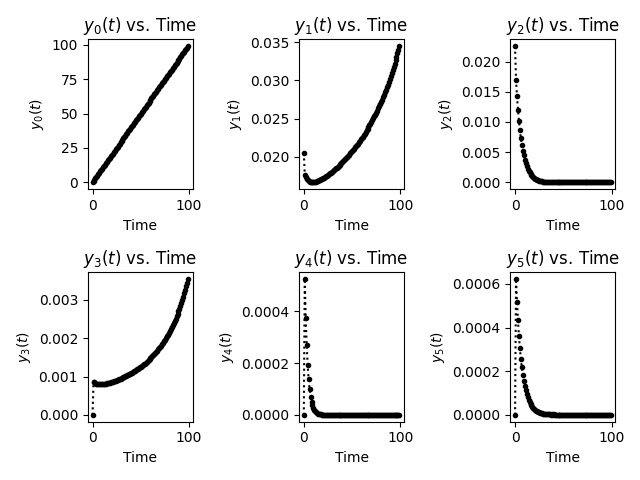 y₀(t) vs. Time
y₁(t) vs. Time
y₂(t) vs. Time
100
75
50
25
0
y₀(t)
0 100
Time
0.035
0.030
0.025
0.020
y₁(t)
0 100
Time
0.020
0.015
0.010
0.005
0.000
y₂(t)
0 100
Time
y₃(t) vs. Time
y₄(t) vs. Time
y₅(t) vs. Time
0.003
0.002
0.001
0.000
y₃(t)
0 100
Time
0.0004
0.0002
0.0000
y₄(t)
0 100
Time
0.0006
0.0004
0.0002
0.0000
y₅(t)
0 100
Time